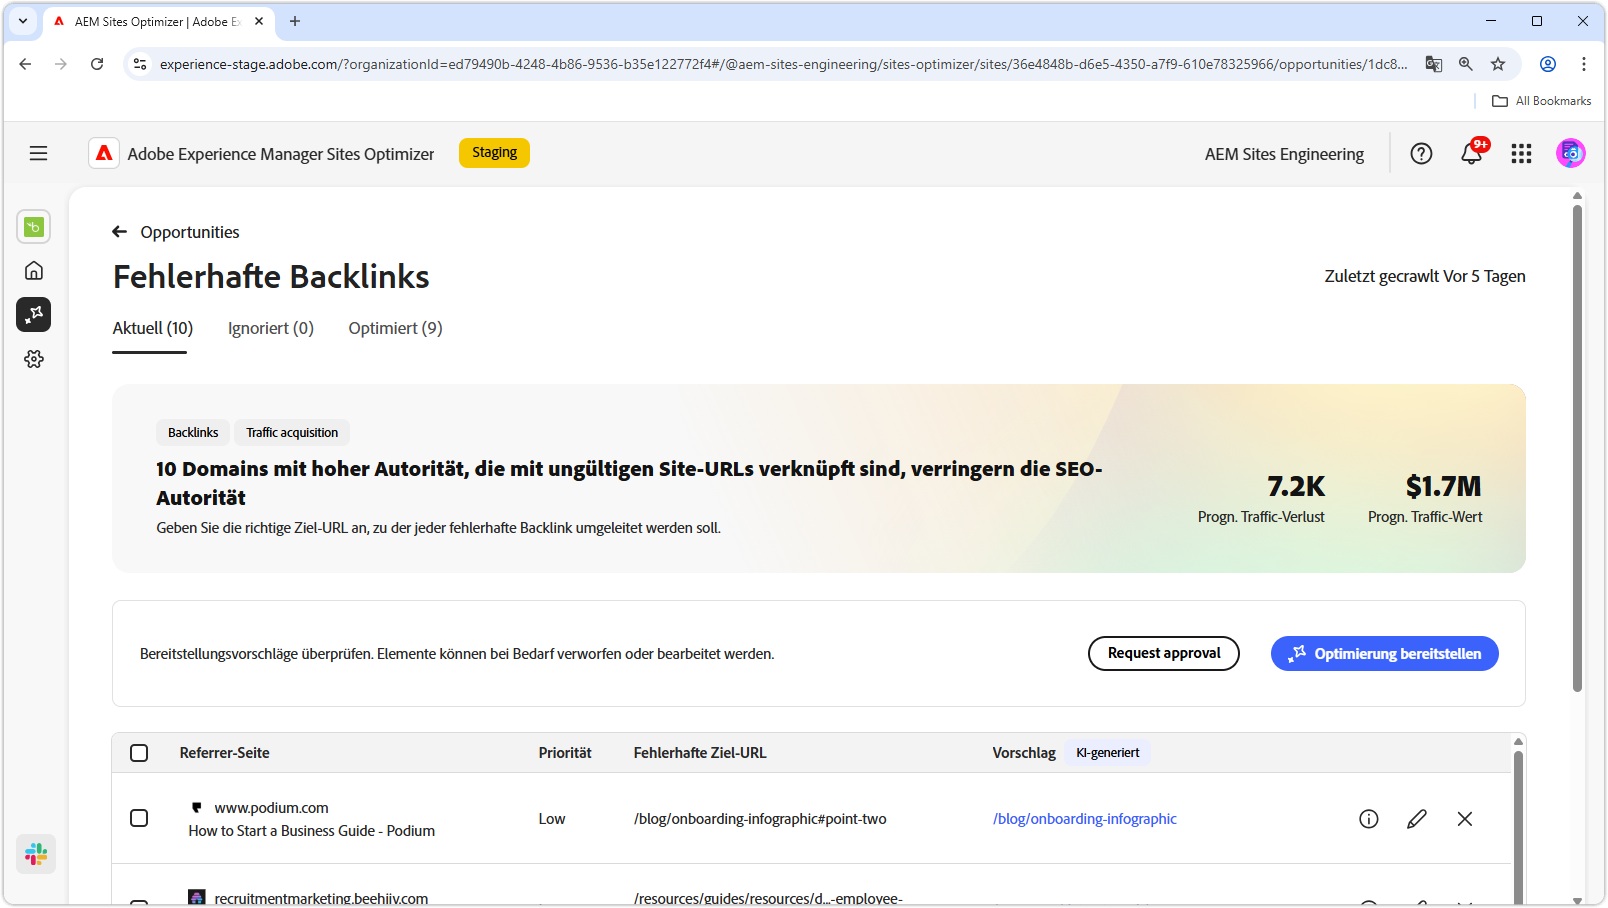 AEM Sites Optimizer | Adobe Ex
experience-stage.adobe.com/?organizationId=ed79490b-4248-4b86-9536-b35e122772f4#/@aem-sites-engineering/sites-optimizer/sites/36e4848b-d6e5-4350-a7f9-610e78325966/opportunities/1dc8...
All Bookmarks
Adobe Experience Manager Sites Optimizer
Staging
AEM Sites Engineering
9+
Opportunities
Fehlerhafte Backlinks
Zuletzt gecrawlt Vor 5 Tagen
Aktuell (10)
Ignoriert (0)
Optimiert (9)
Backlinks
Traffic acquisition
10 Domains mit hoher Autorität, die mit ungültigen Site-URLs verknüpft sind, verringern die SEO-
Autorität
Geben Sie die richtige Ziel-URL an, zu der jeder fehlerhafte Backlink umgeleitet werden soll.
7.2K
Progn. Traffic-Verlust
$1.7M
Progn. Traffic-Wert
Bereitstellungsvorschläge überprüfen. Elemente können bei Bedarf verworfen oder bearbeitet werden.
Request approval
Optimierung bereitstellen
Referrer-Seite
Priorität
Fehlerhafte Ziel-URL
Vorschlag
KI-generiert
www.podium.com
How to Start a Business Guide - Podium
Low
/blog/onboarding-infographic#point-two
/blog/onboarding-infographic
recruitmentmarketing.beehiiv.com
/resources/guides/resources/d...-employee-